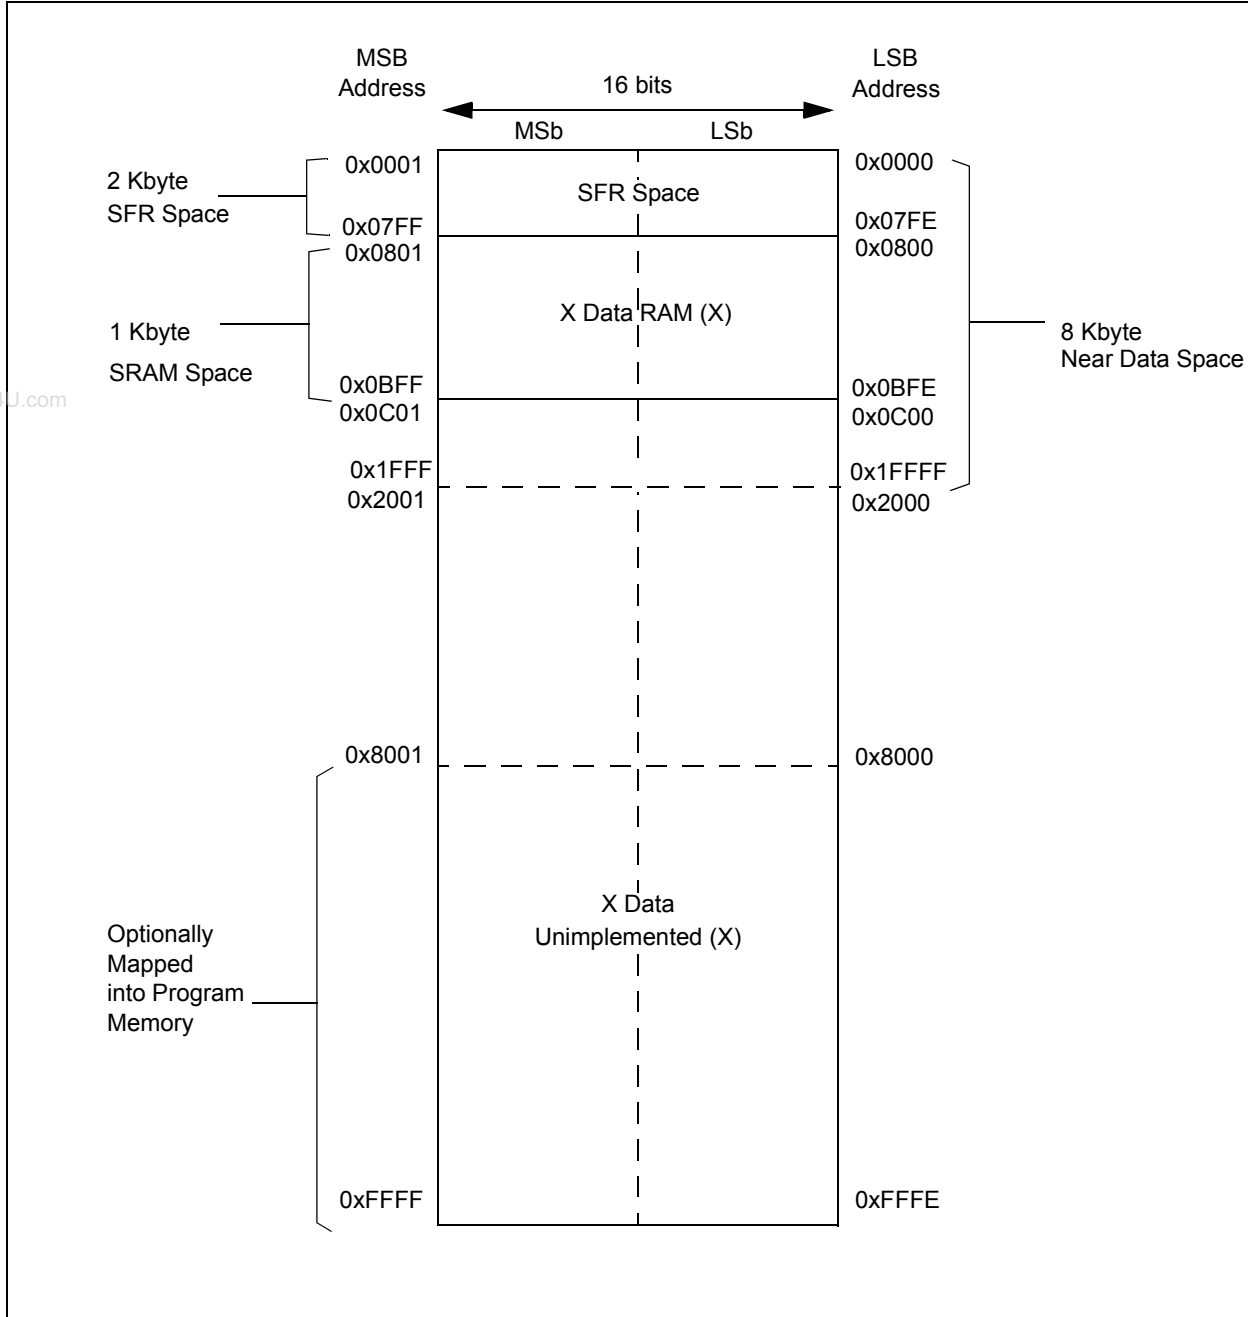 MSB
Address
LSB
Address
16 bits
MSb
LSb
2 Kbyte
SFR Space
0x0001
SFR Space
0x0000
0x07FF
0x07FE
0x0801
0x0800
1 Kbyte
SRAM Space
X Data RAM (X)
8 Kbyte
Near Data Space
0x0BFF
0x0BFE
0x0C01
0x0C00
0x1FFF
0x1FFFF
0x2001
0x2000
0x8001
0x8000
Optionally
Mapped
into Program
Memory
X Data
Unimplemented (X)
0xFFFF
0xFFFE
4U.com